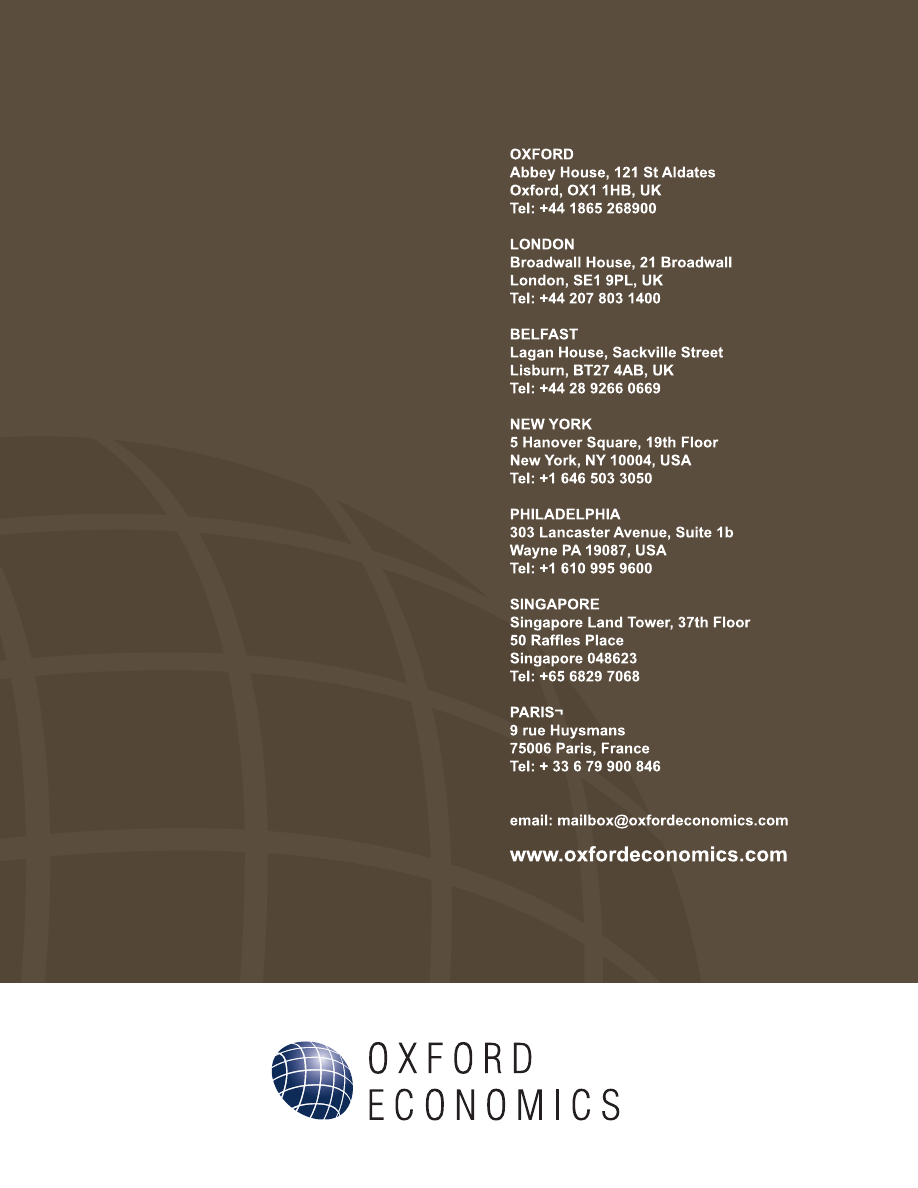 OXFORD
Abbey House, 121 St Aldates
Oxford, OX1 1HB, UK
Tel: +44 1865 268900
LONDON
Broadwall House, 21 Broadwall
London, SE1 9PL, UK
Tel: +44 207 803 1400
BELFAST
Lagan House, Sackville Street
Lisburn, BT27 4AB, UK
Tel: +44 28 9266 0669
NEW YORK
5 Hanover Square, 19th Floor
New York, NY 10004, USA
Tel: +1 646 503 3050
PHILADELPHIA
303 Lancaster Avenue, Suite 1b
Wayne PA 19087, USA
Tel: +1 610 995 9600
SINGAPORE
Singapore Land Tower, 37th Floor
50 Raffles Place
Singapore 048623
Tel: +65 6829 7068
PARIS¬
9 rue Huysmans
75006 Paris, France
Tel: + 33 6 79 900 846
email: mailbox@oxfordeconomics.com
www.oxfordeconomics.com
OXFORD
ECONOMICS